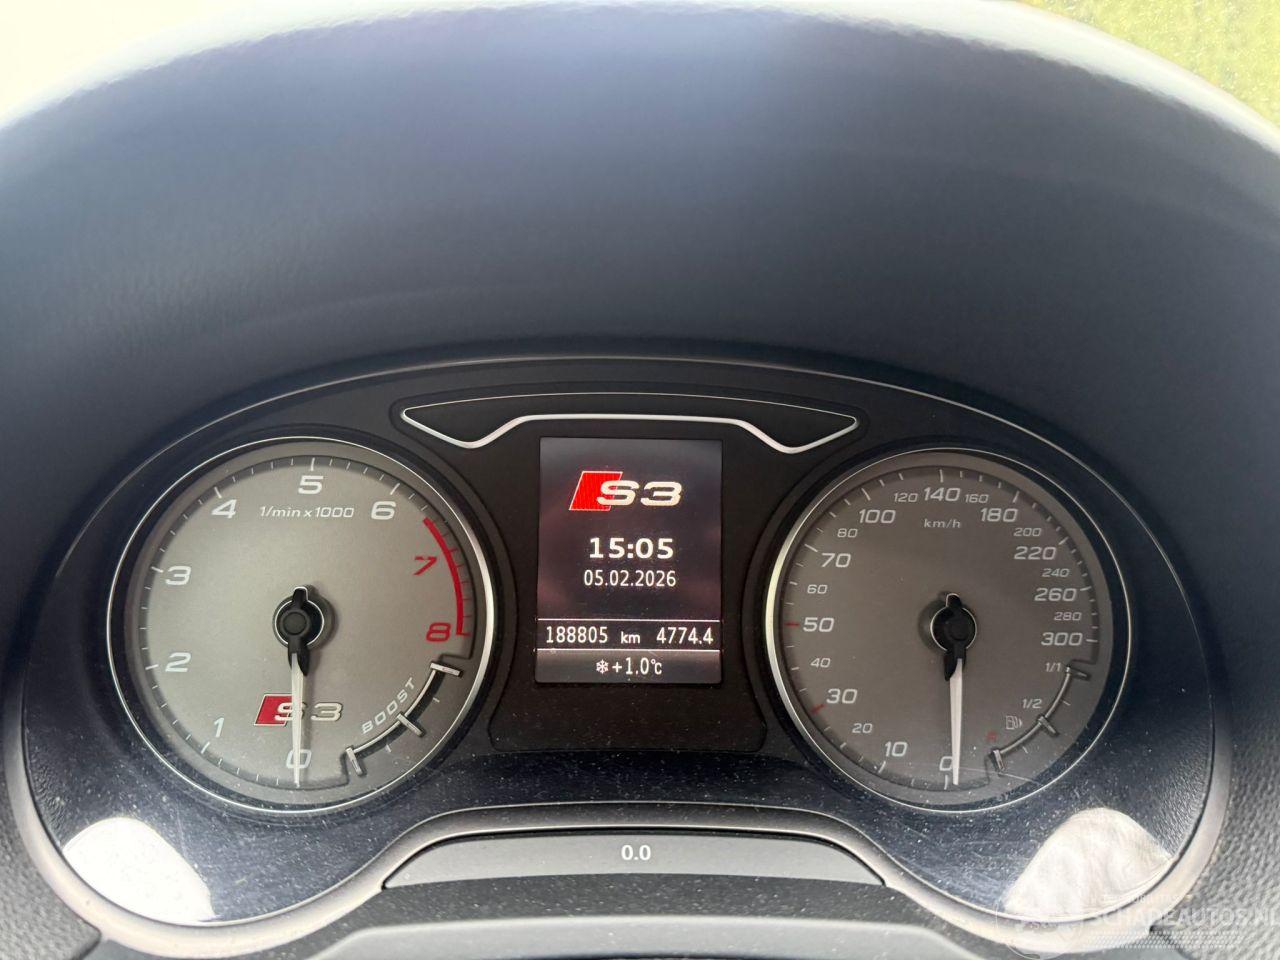 S3
15:05
05.02.2026
188805 km 4774.4
❄+1.0°C
0 1 2 3 4 5 6 7 8
1/min x 1000
S3
BOOST
0 10 20 30 40 50 60 70 80 100 120 140 160 180 200 220 240 260 280 300
km/h
1/1
1/2
R
0.0
SCHADEAUTOS.NL